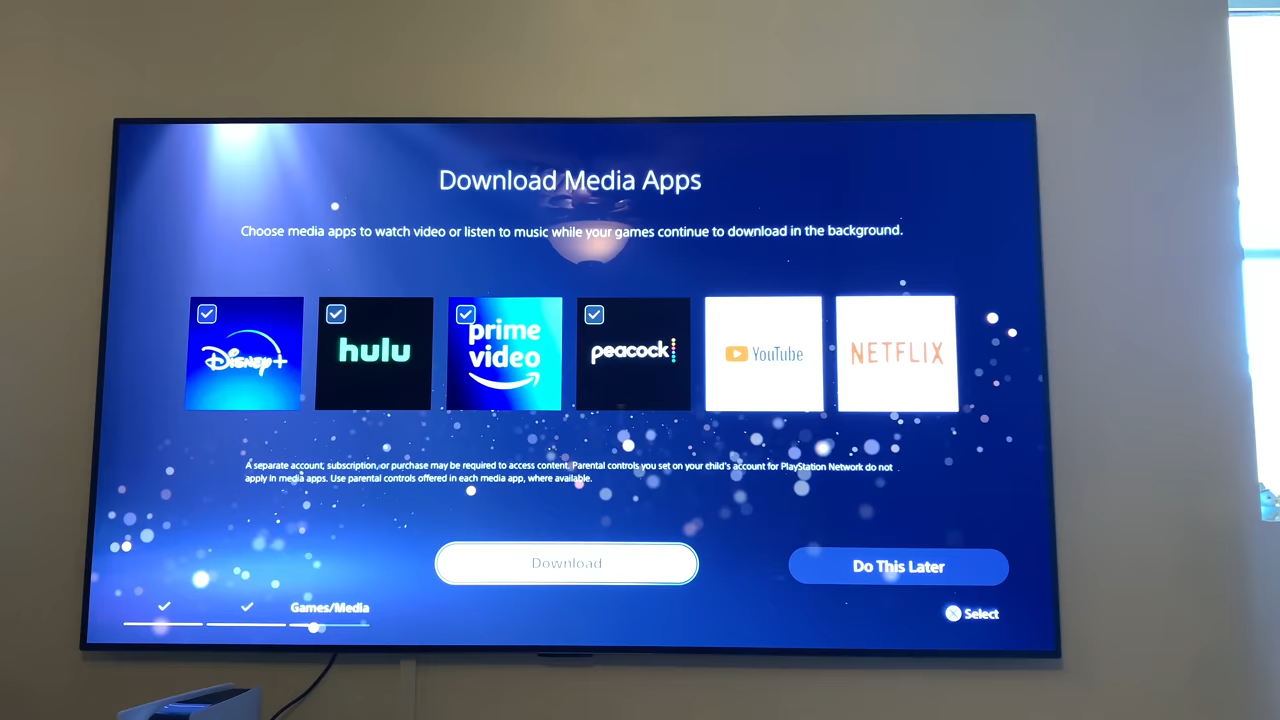 Download Media Apps
Choose media apps to watch video or listen to music while your games continue to download in the background.
Disney+
hulu
prime
video
peacock
YouTube
NETFLIX
A separate account, subscription, or purchase may be required to access content. Parental controls you set on your child's account for PlayStation Network do not
apply in media apps. Use parental controls offered in each media app, where available.
Download
Do This Later
Games/Media
Select